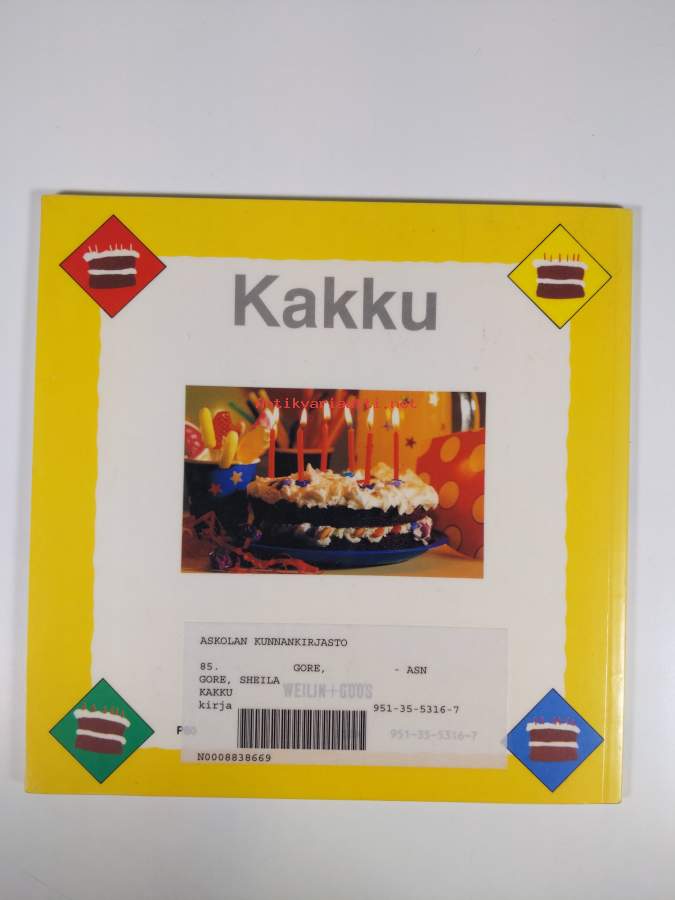 Kakku
antikvariaatti.net
ASKOLAN KUNNANKIRJASTO
85. GORE, - ASN
GORE, SHEILA
KAKKU
WEILIN+GÖÖS
kirja 951-35-5316-7
951-35-5316-7
N0008838669